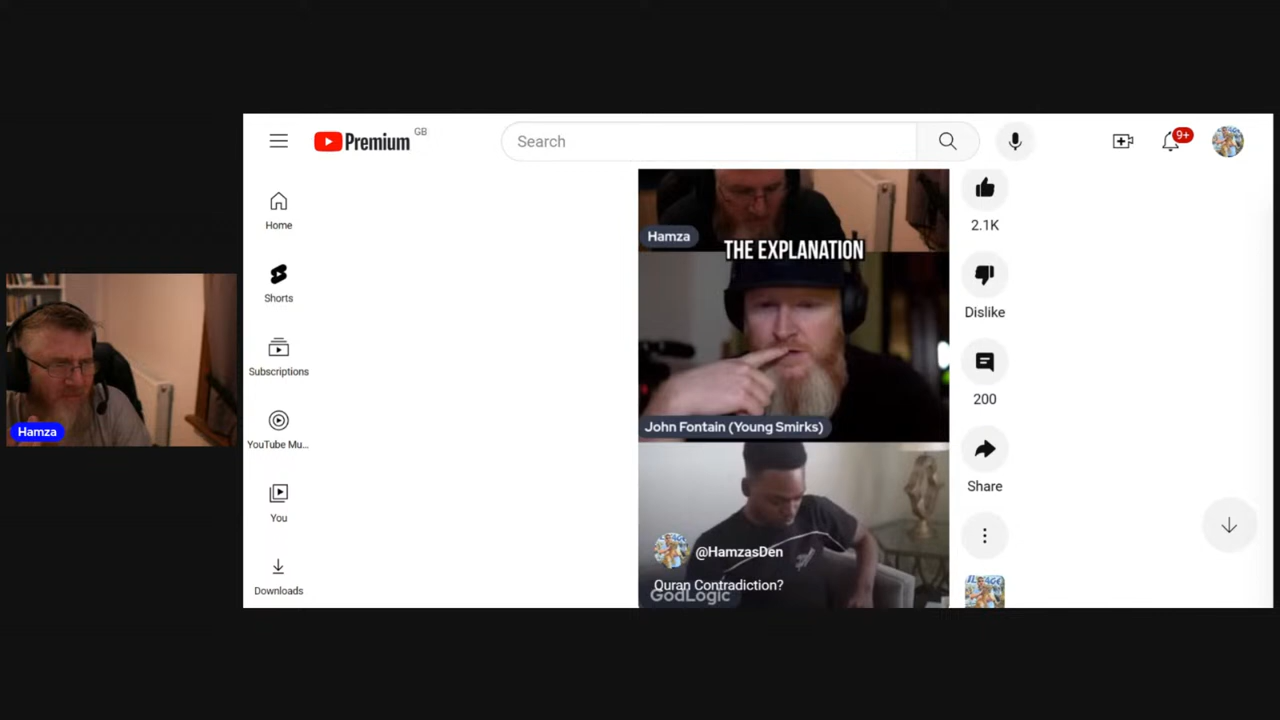 Premium
GB
Search
9+
Home
Shorts
Subscriptions
YouTube Mu...
You
Downloads
Hamza
Hamza
THE EXPLANATION
John Fontain (Young Smirks)
@HamzasDen
Quran Contradiction?
GodLogic
2.1K
Dislike
200
Share